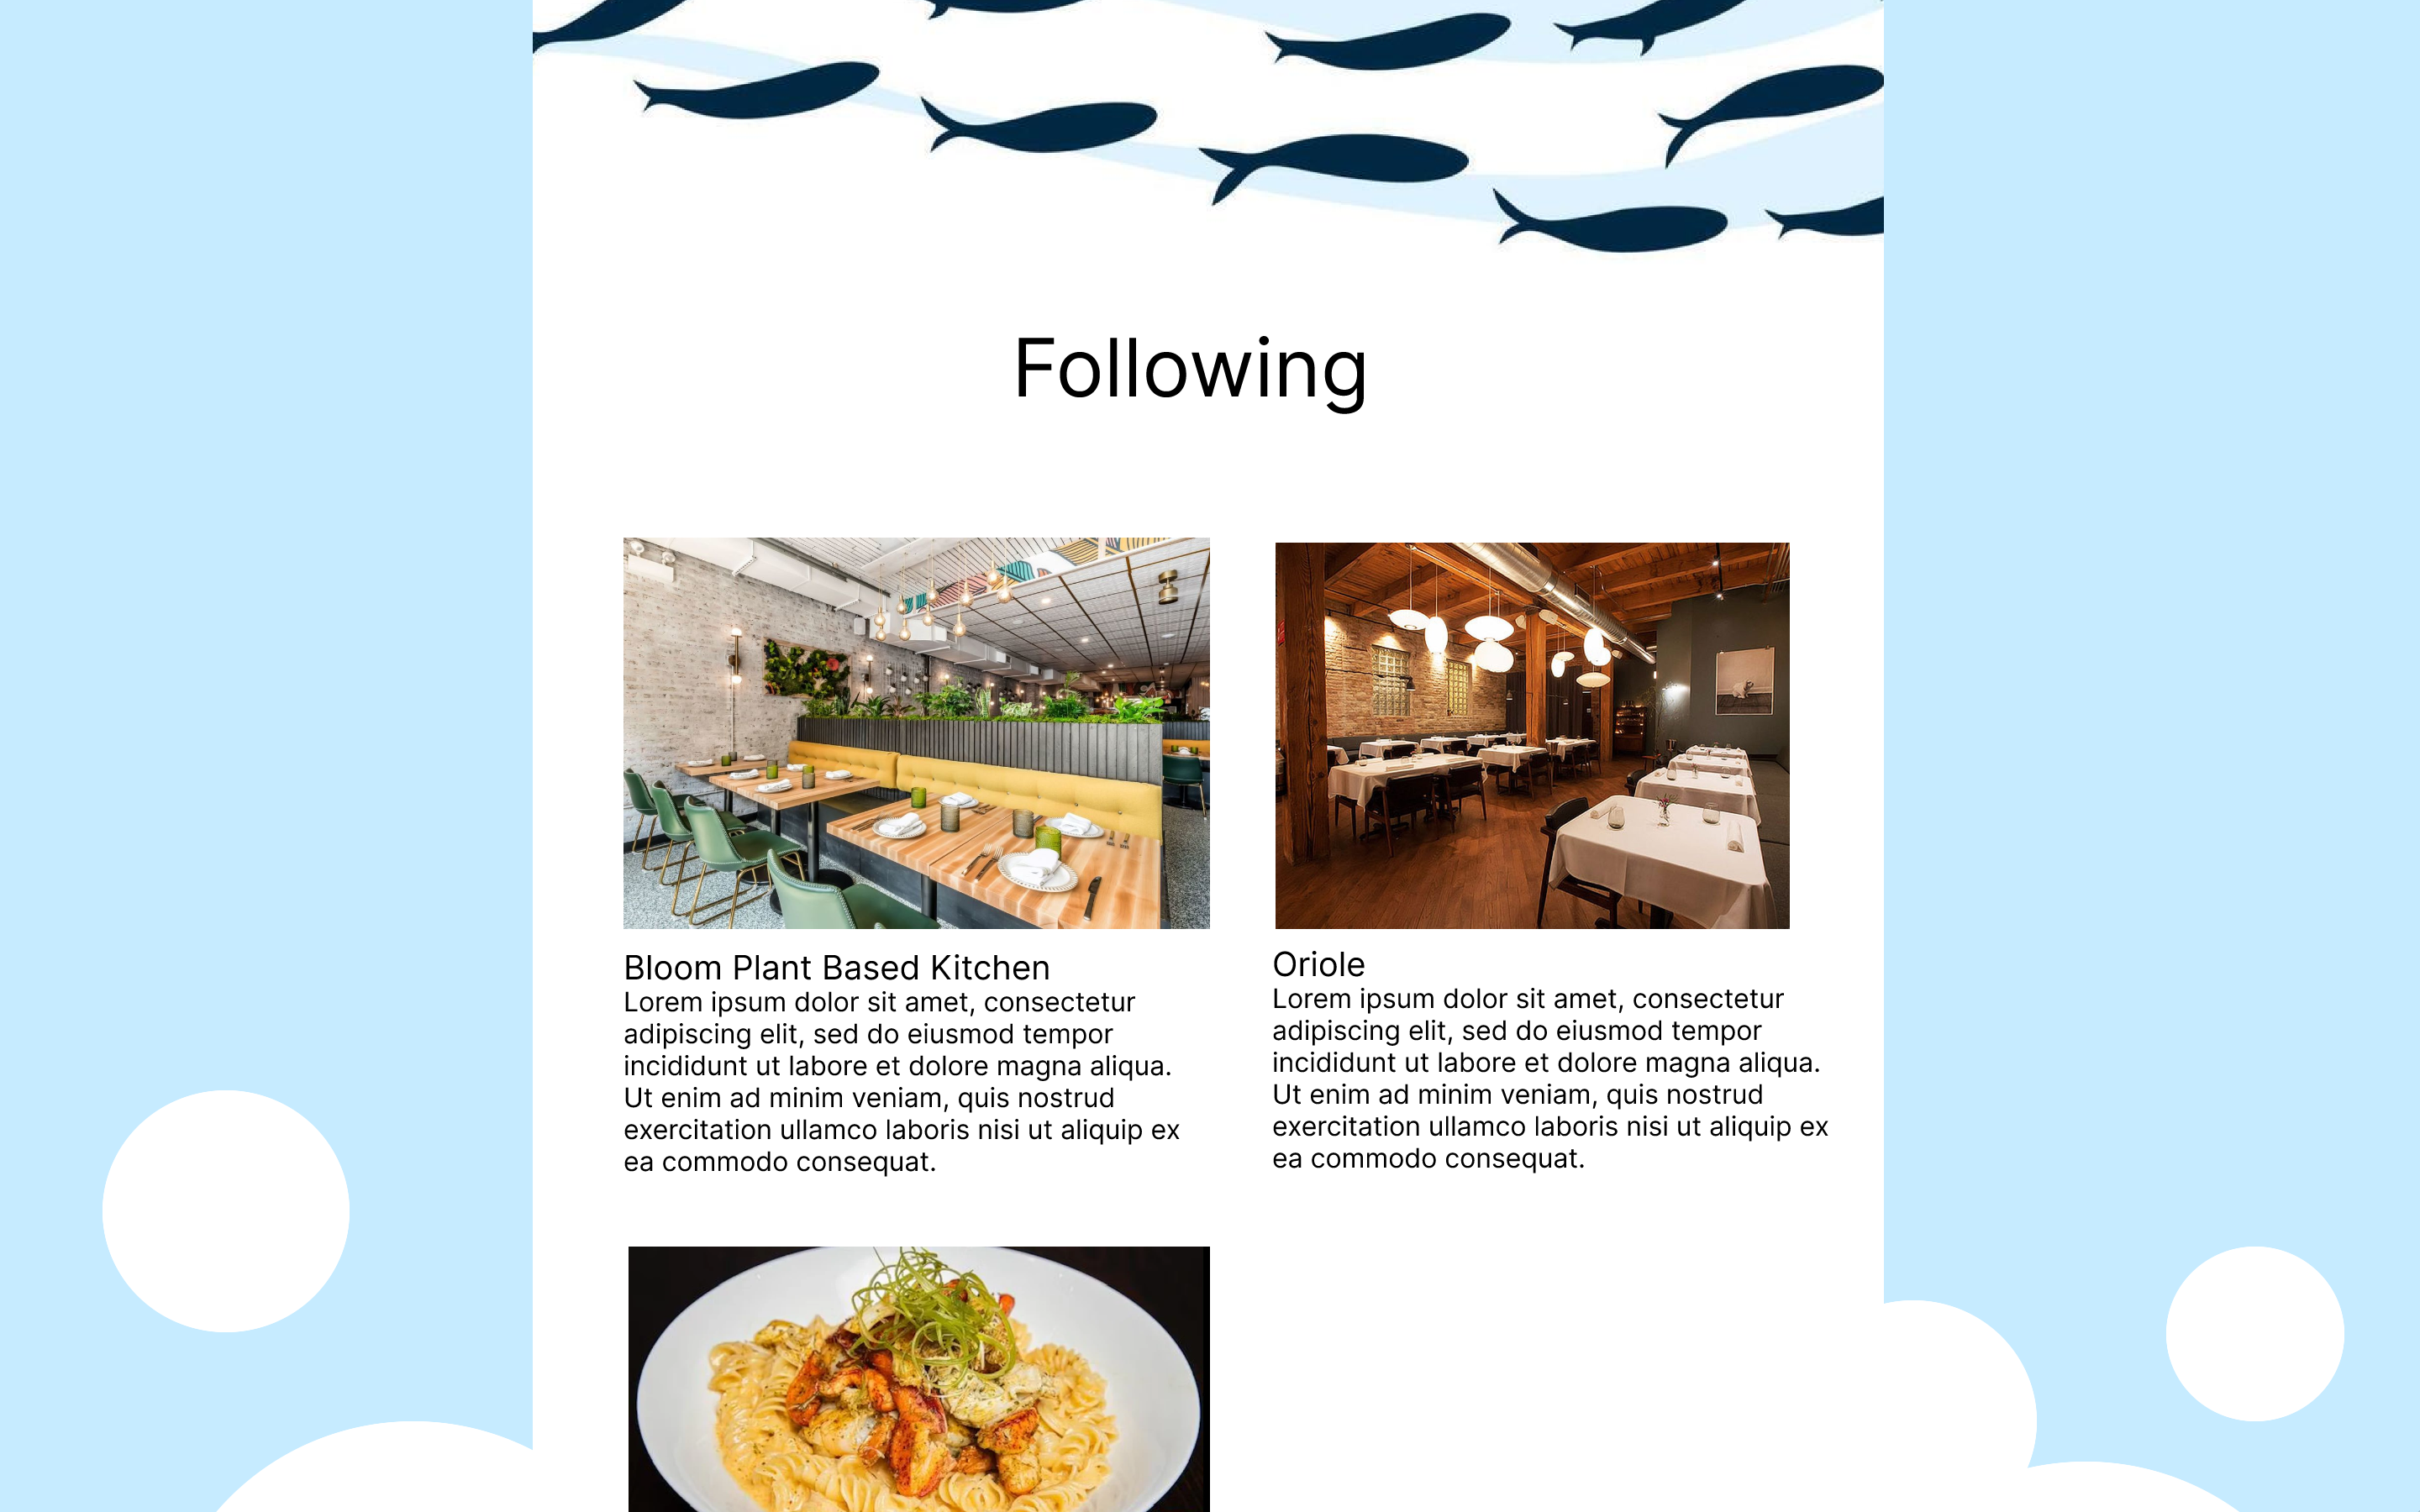 Following
Bloom Plant Based Kitchen
Lorem ipsum dolor sit amet, consectetur
adipiscing elit, sed do eiusmod tempor
incididunt ut labore et dolore magna aliqua.
Ut enim ad minim veniam, quis nostrud
exercitation ullamco laboris nisi ut aliquip ex
ea commodo consequat.
Oriole
Lorem ipsum dolor sit amet, consectetur
adipiscing elit, sed do eiusmod tempor
incididunt ut labore et dolore magna aliqua.
Ut enim ad minim veniam, quis nostrud
exercitation ullamco laboris nisi ut aliquip ex
ea commodo consequat.